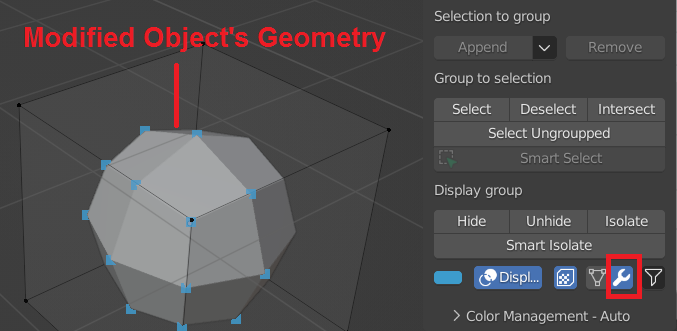 Modified Object's Geometry
Selection to group
Append
Remove
Group to selection
Select
Deselect
Intersect
Select Ungroupped
Smart Select
Display group
Hide
Unhide
Isolate
Smart Isolate
Displ...
Color Management - Auto